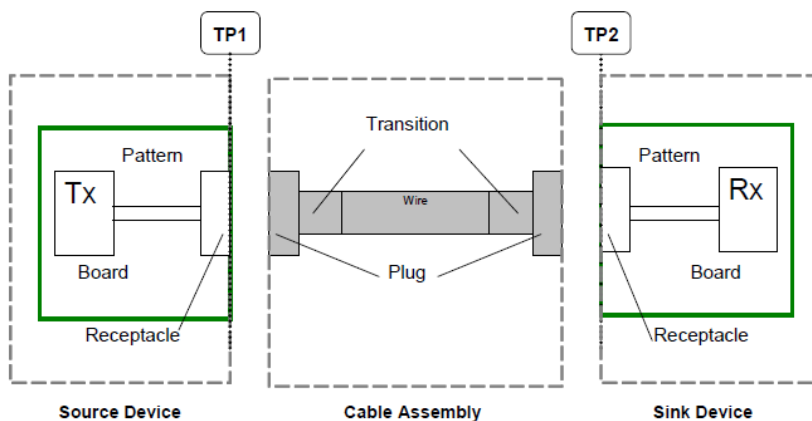 TP1
TP2
Transition
Pattern
Pattern
Tx
Wire
Rx
Board
Plug
Board
Receptacle
Receptacle
Source Device
Cable Assembly
Sink Device